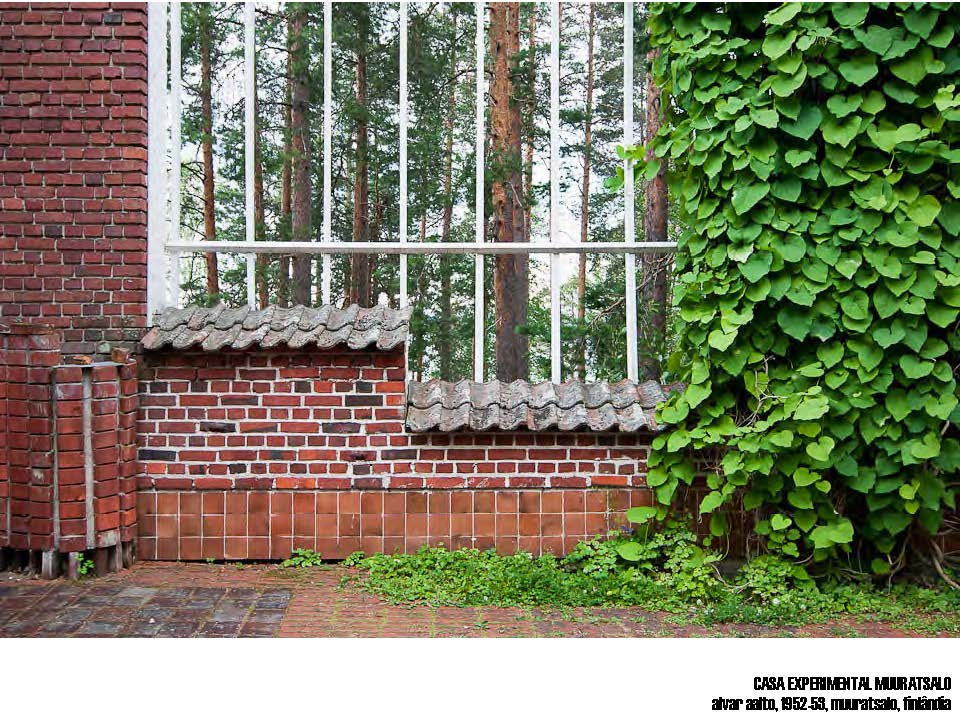 CASA EXPERIMENTAL MUURATSALO
alvar aalto, 1952-53, muuratsalo, finlândia